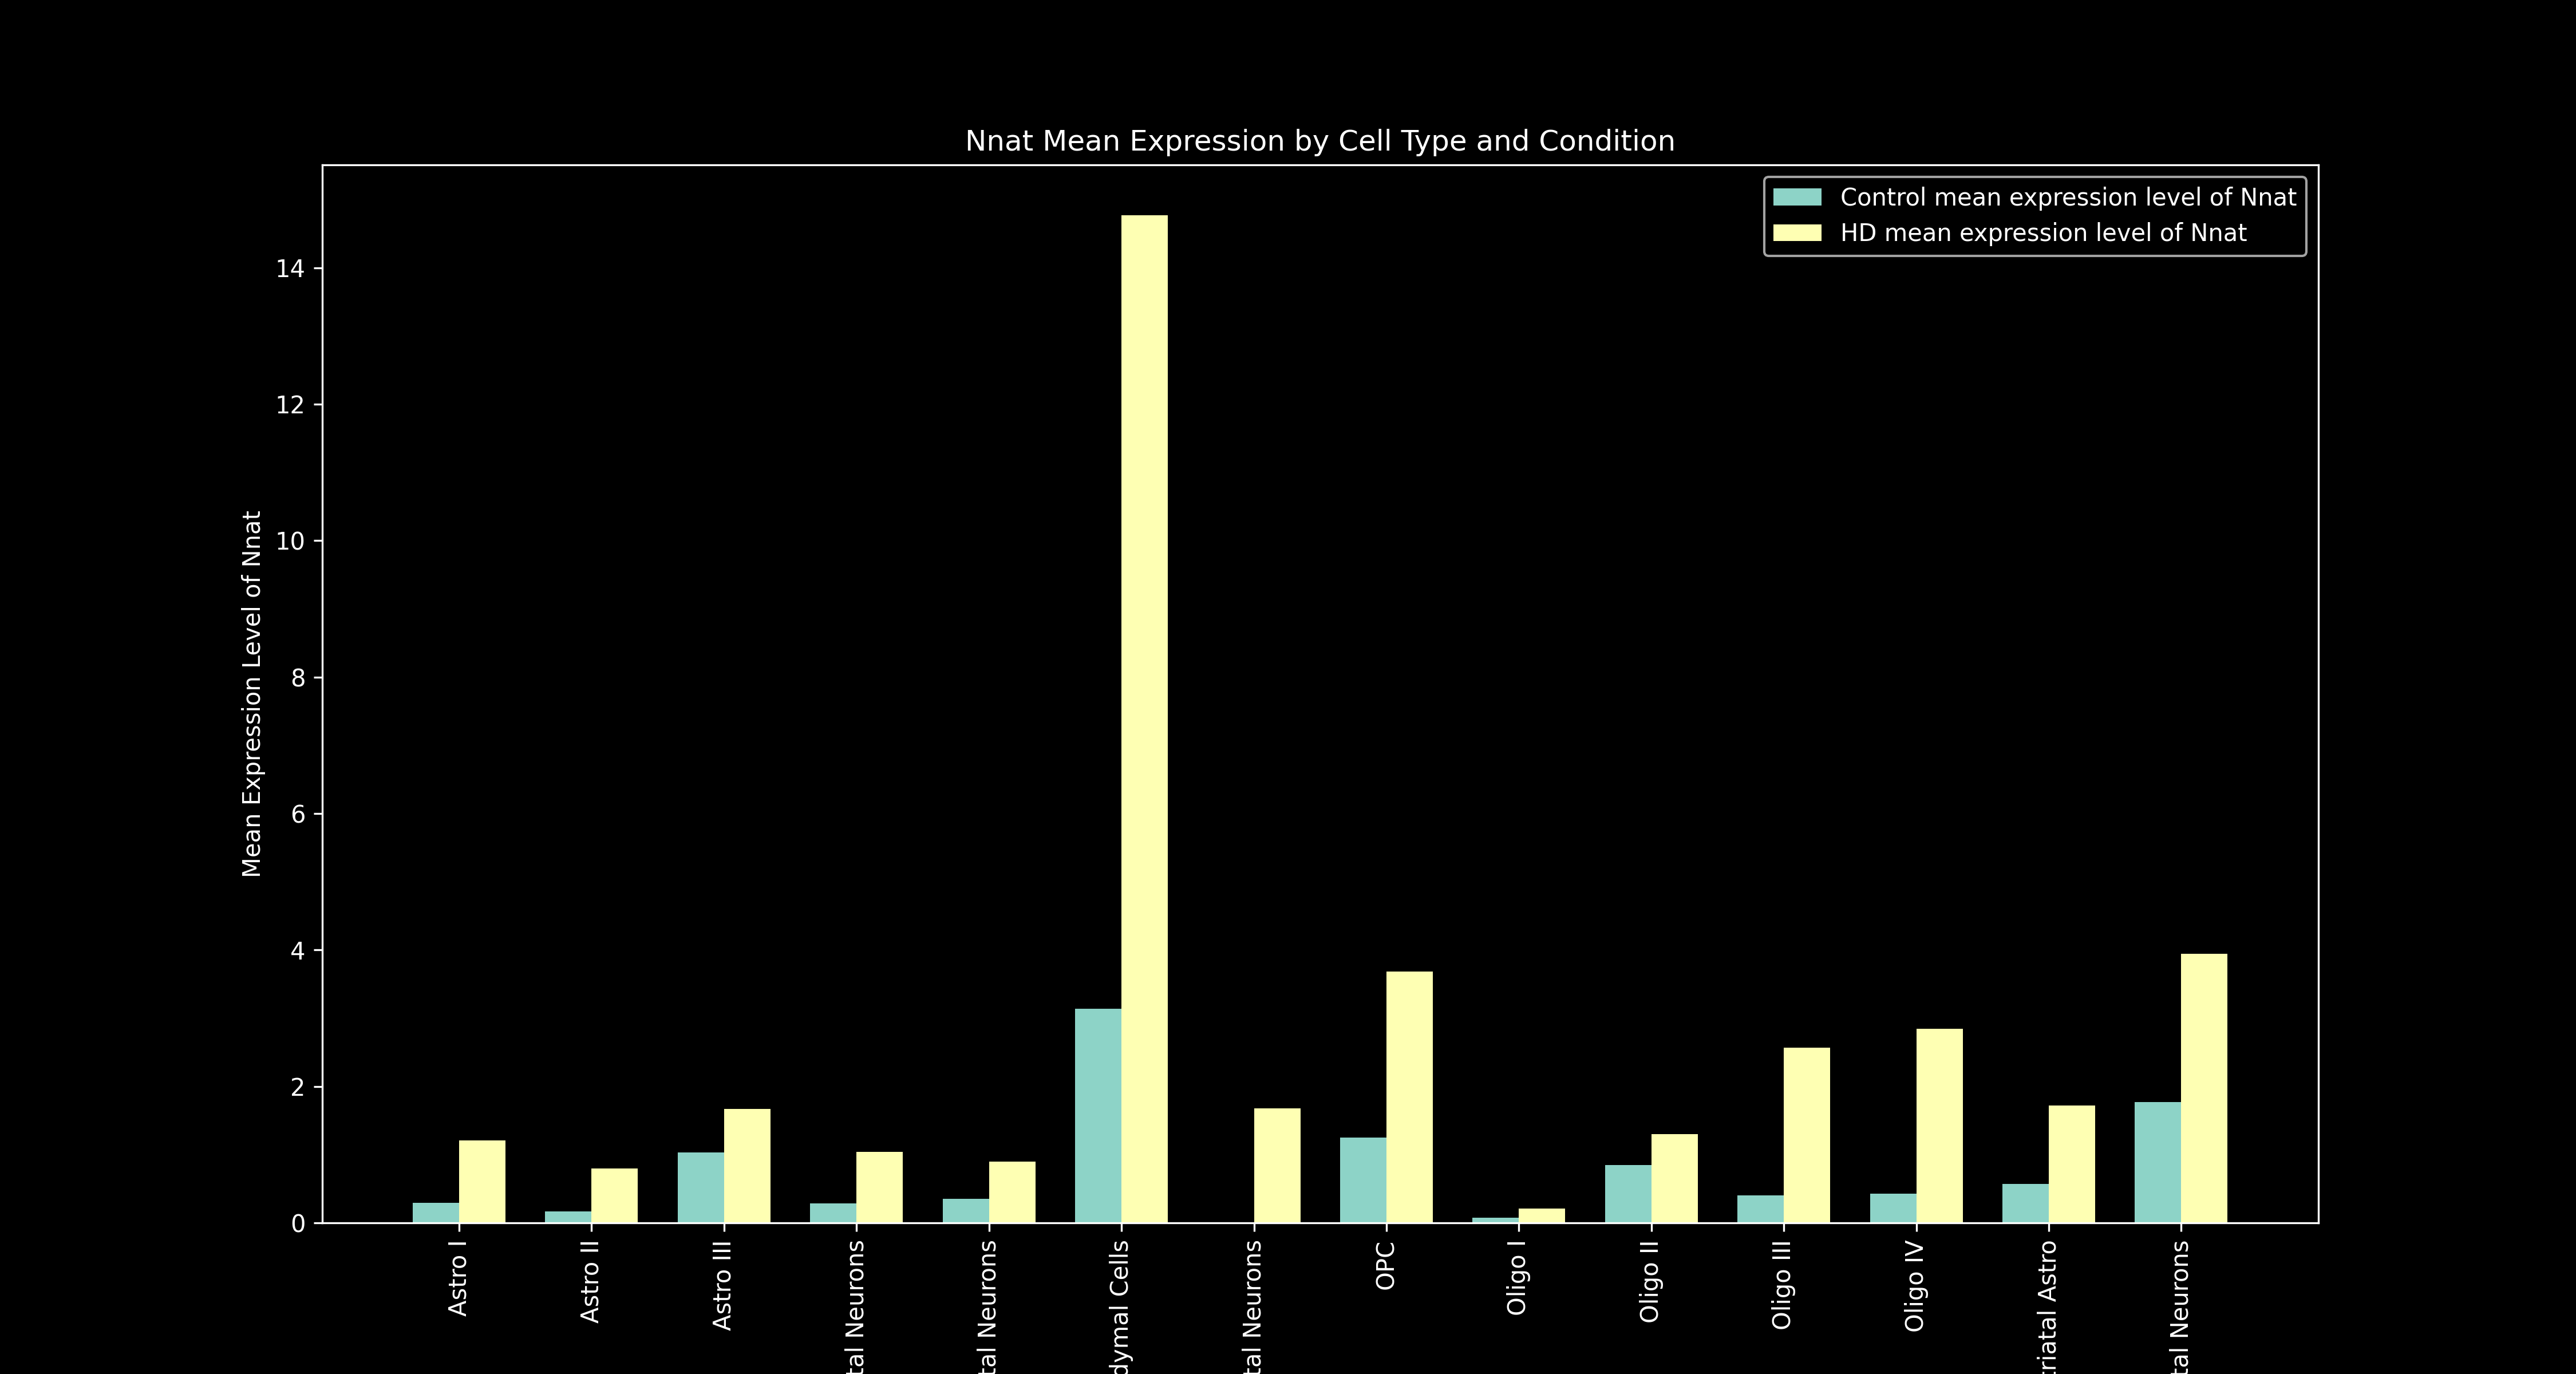 Nnat Mean Expression by Cell Type and Condition
Control mean expression level of Nnat
HD mean expression level of Nnat
Mean Expression Level of Nnat
14
12
10
8
6
4
2
0
Astro I
Astro II
Astro III
tal Neurons
tal Neurons
dymal Cells
tal Neurons
OPC
Oligo I
Oligo II
Oligo III
Oligo IV
riatal Astro
tal Neurons